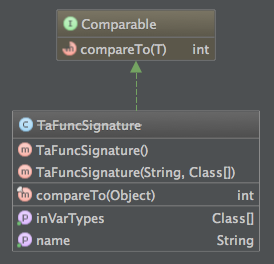 I Comparable
m compareTo(T) int
C TaFuncSignature
m TaFuncSignature()
m TaFuncSignature(String, Class[])
m compareTo(Object) int
P inVarTypes Class[]
P name String